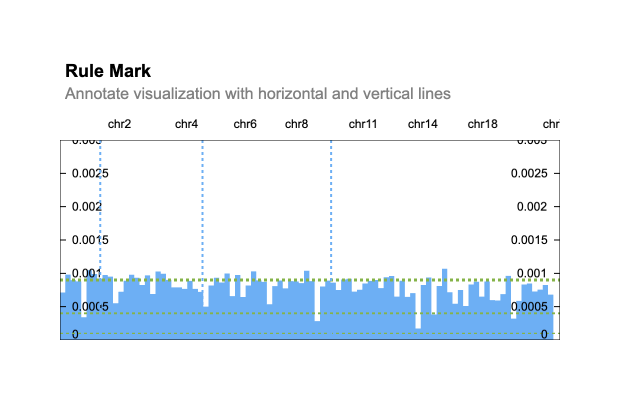 Rule Mark
Annotate visualization with horizontal and vertical lines
chr2 chr4 chr6 chr8 chr11 chr14 chr18 chr
0.003 0.003
0.0025 0.0025
0.002 0.002
0.0015 0.0015
0.001 0.001
0.0005 0.0005
0 0